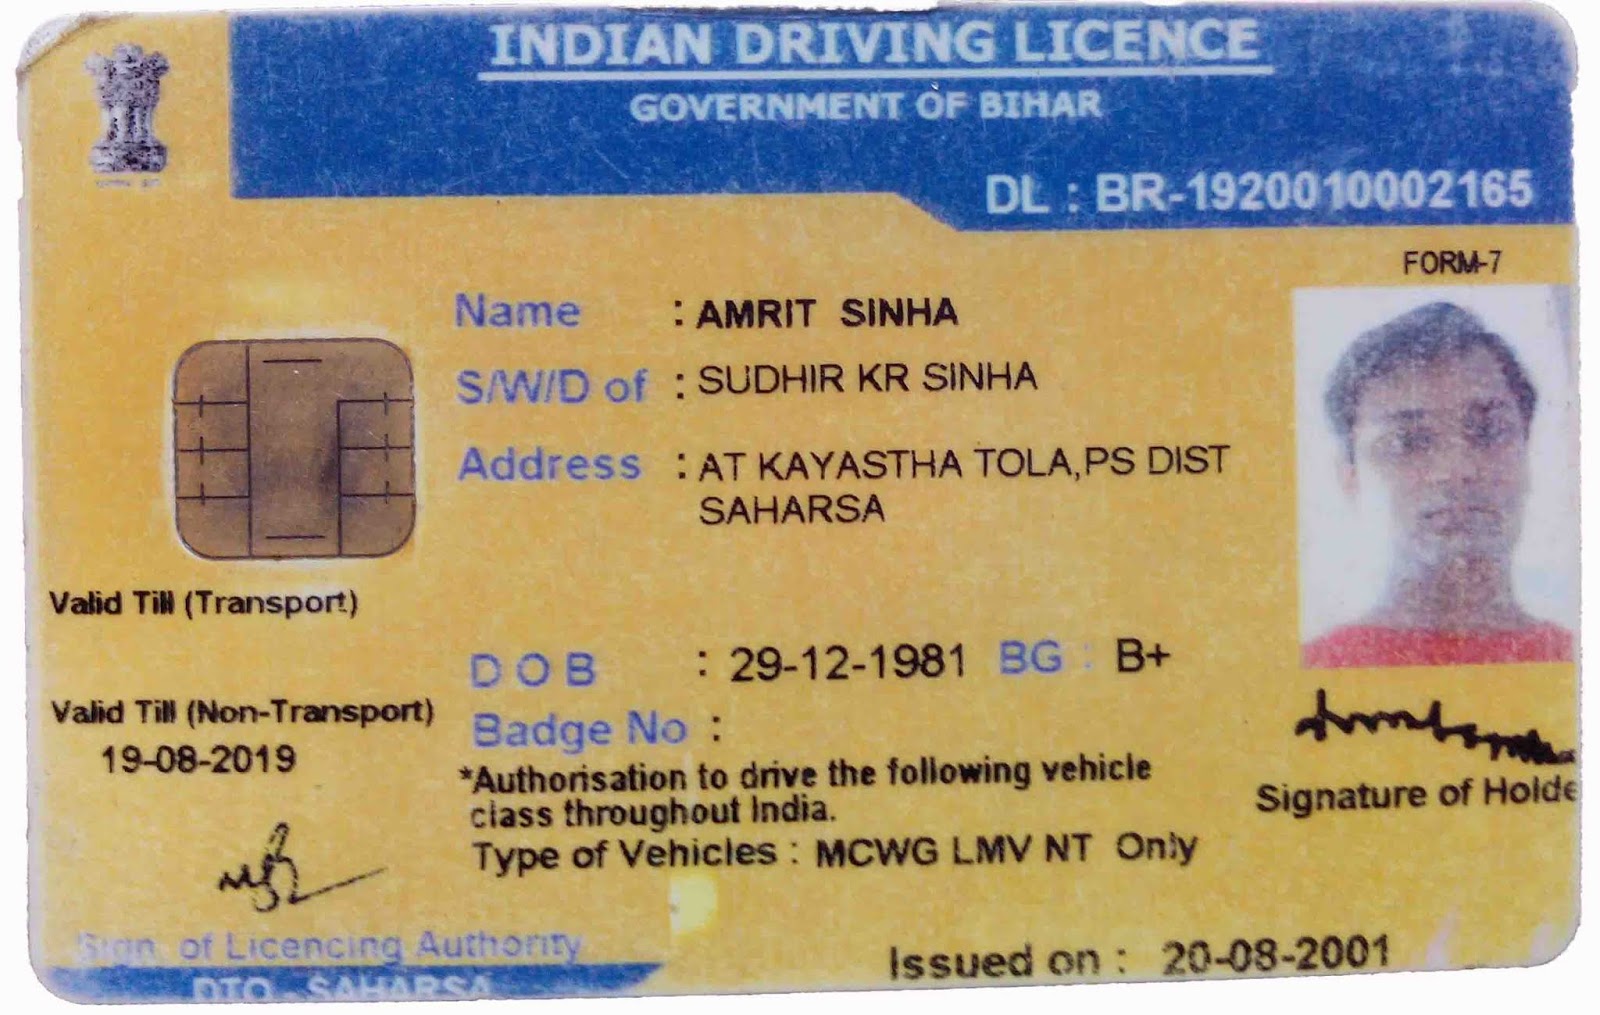 INDIAN DRIVING LICENCE
GOVERNMENT OF BIHAR
DL : BR-1920010002165
FORM-7
Name : AMRIT SINHA
S/W/D of : SUDHIR KR SINHA
Address : AT KAYASTHA TOLA,PS DIST
SAHARSA
Valid Till (Transport)
D O B : 29-12-1981 BG : B+
Valid Till (Non-Transport)
19-08-2019
Badge No :
*Authorisation to drive the following vehicle
class throughout India.
Type of Vehicles : MCWG LMV NT Only
Signature of Holde
Sign. of Licencing Authority
DTO - SAHARSA
Issued on : 20-08-2001